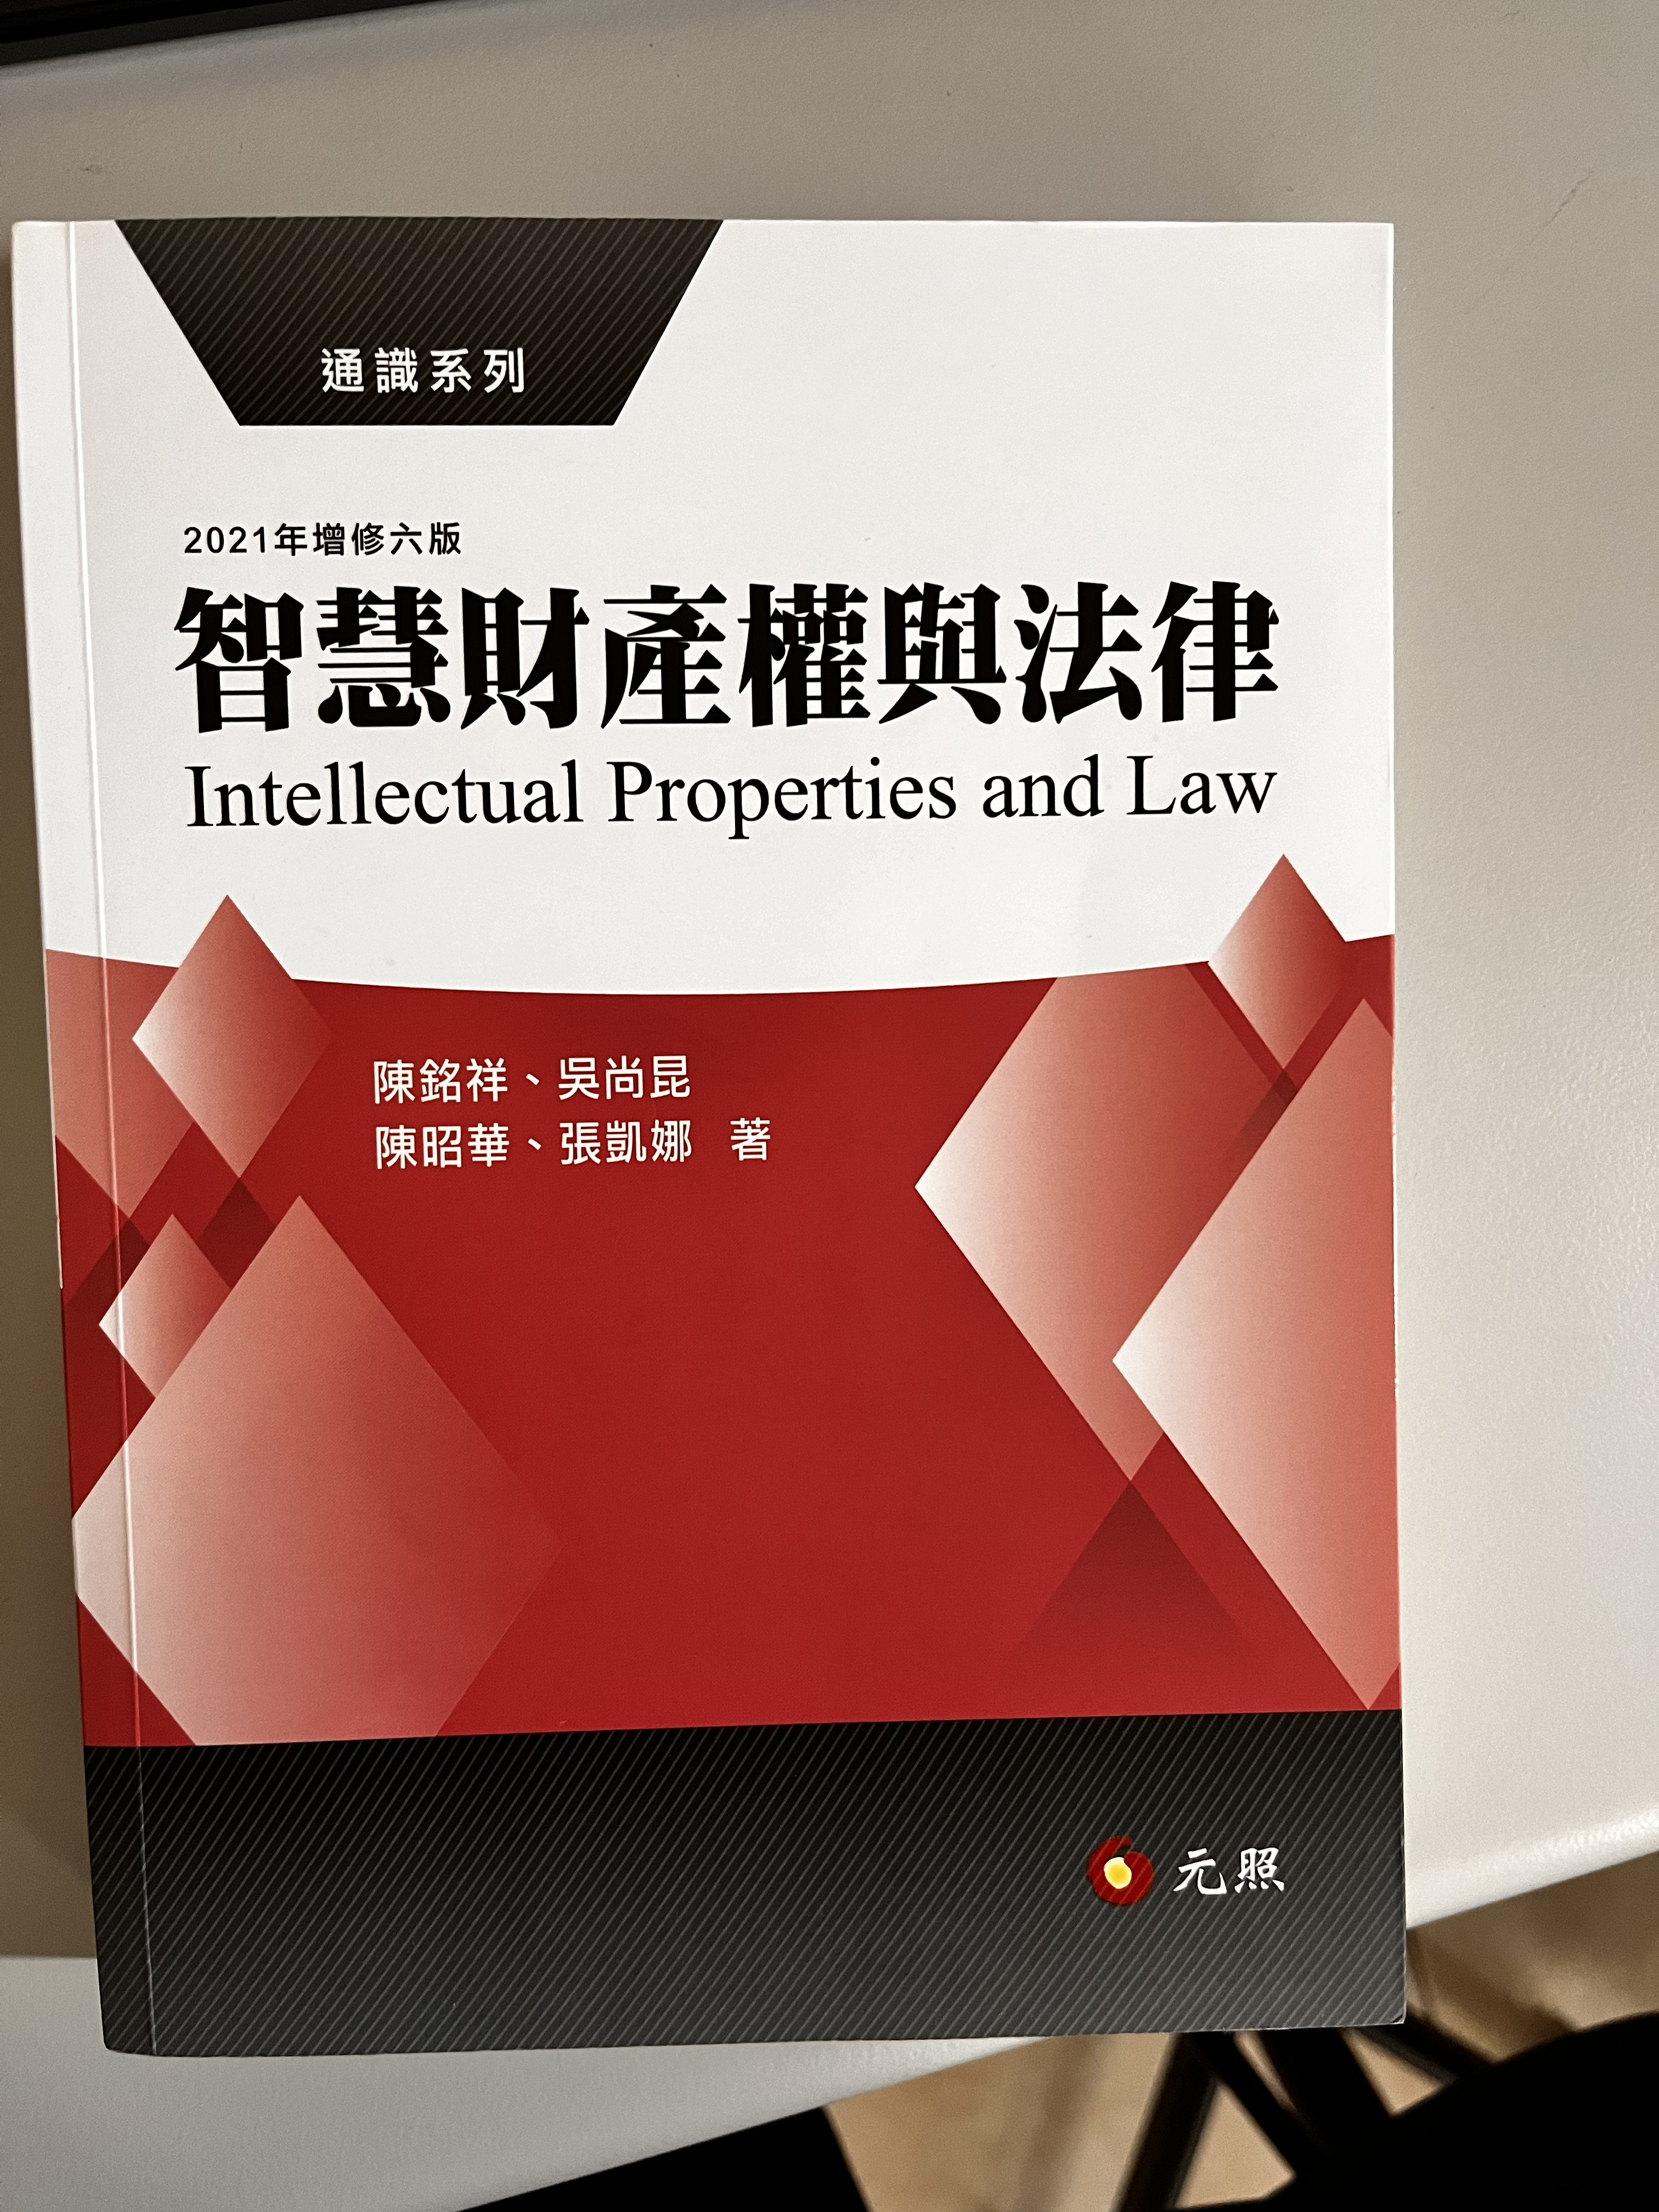 通識系列
2021年增修六版
智慧財產權與法律
Intellectual Properties and Law
陳銘祥、吳尚昆
陳昭華、張凱娜 著
元照